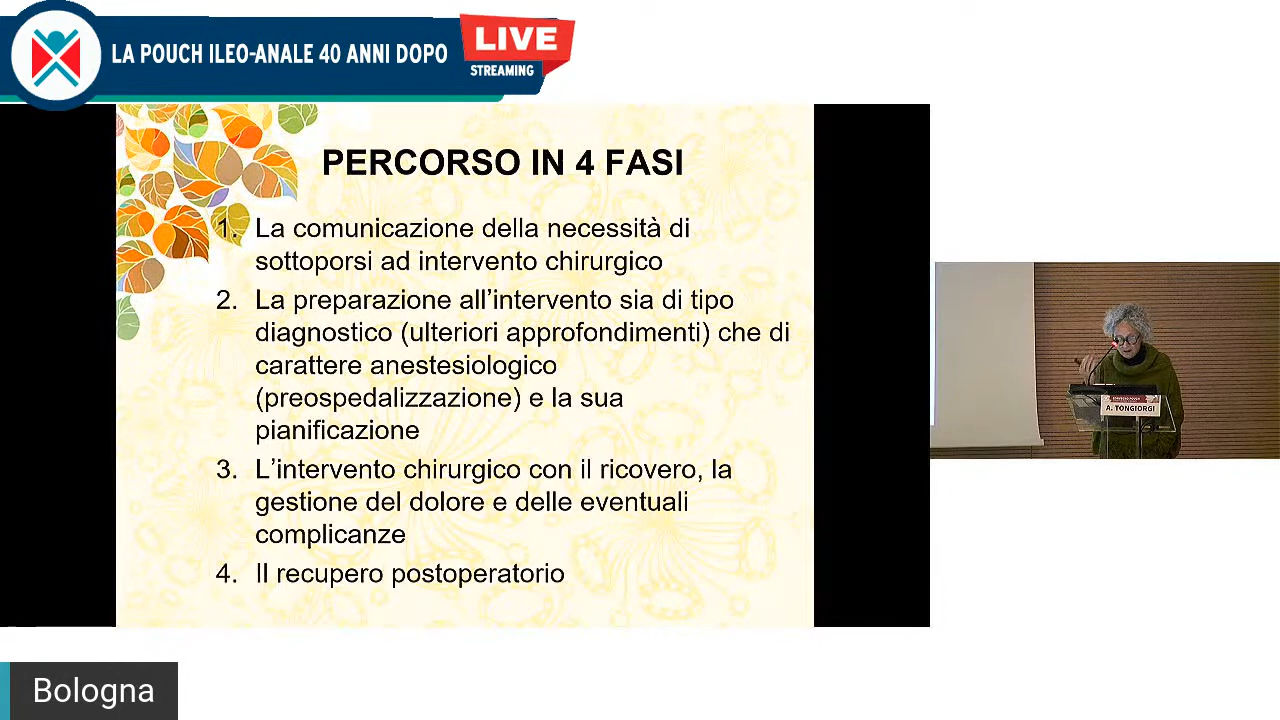 LA POUCH ILEO-ANALE 40 ANNI DOPO
LIVE
STREAMING
PERCORSO IN 4 FASI
1. La comunicazione della necessità di
sottoporsi ad intervento chirurgico
2. La preparazione all'intervento sia di tipo
diagnostico (ulteriori approfondimenti) che di
carattere anestesiologico
(preospedalizzazione) e la sua
pianificazione
3. L'intervento chirurgico con il ricovero, la
gestione del dolore e delle eventuali
complicanze
4. Il recupero postoperatorio
A. TONGIORGI
Bologna